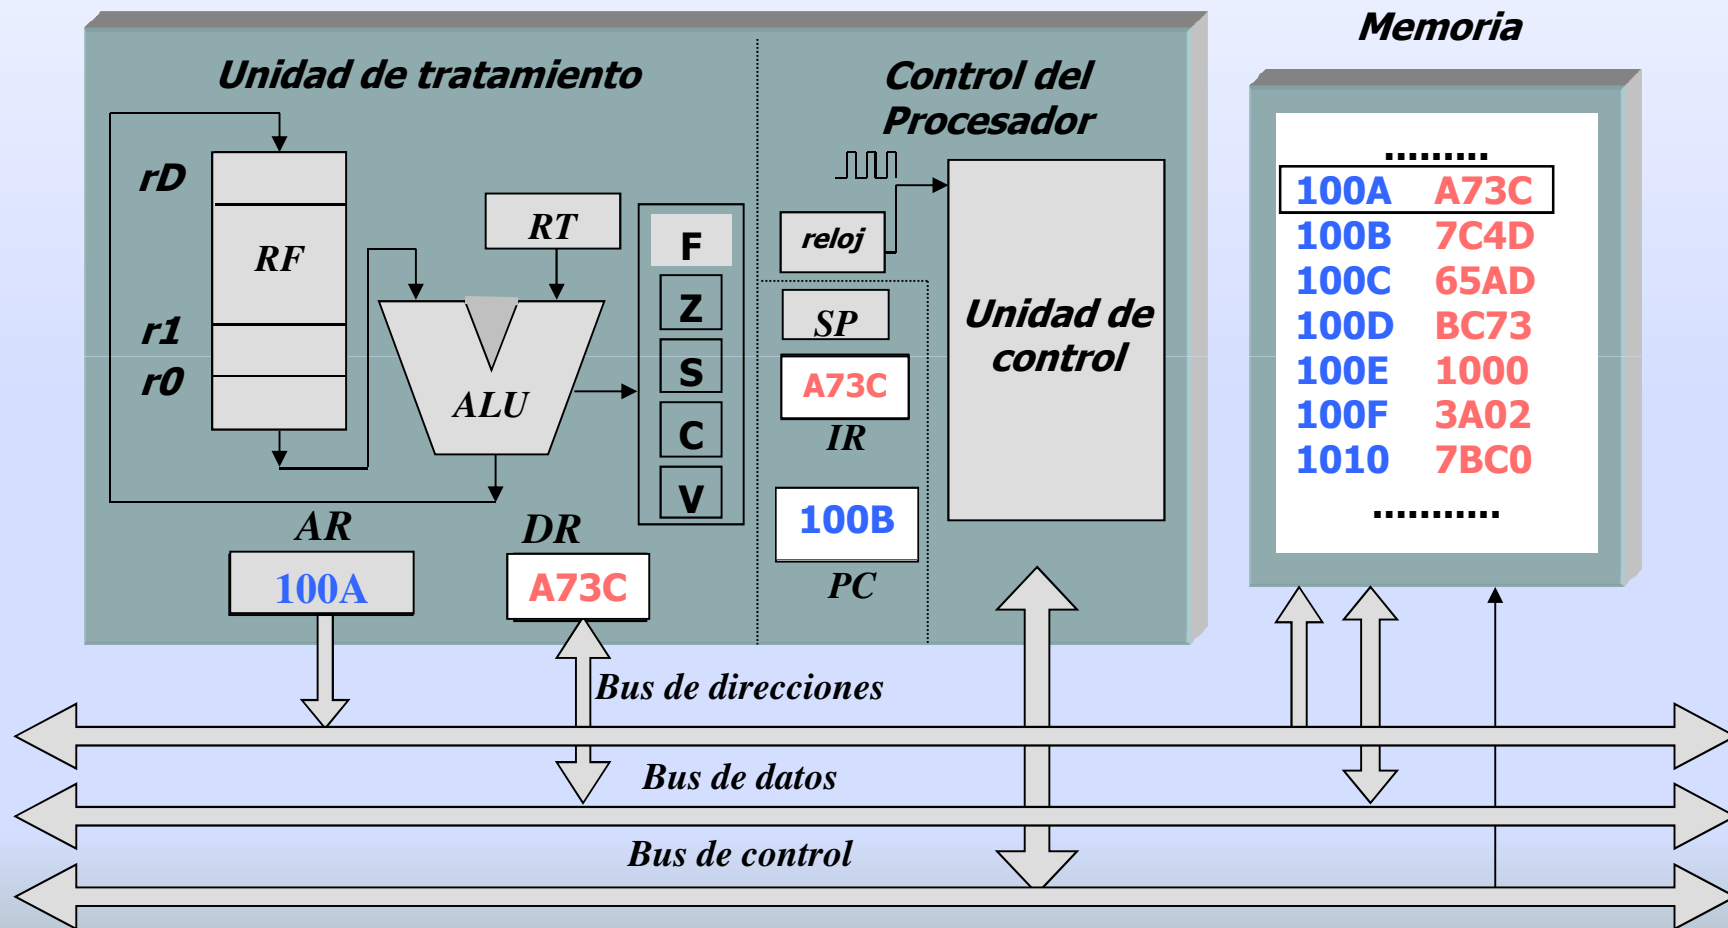 Memoria
Unidad de tratamiento
Control del
Procesador
rD
RF
r1
r0
RT
ALU
F
Z
S
C
V
reloj
SP
A73C
IR
100B
PC
Unidad de
control
.........
100A A73C
100B 7C4D
100C 65AD
100D BC73
100E 1000
100F 3A02
1010 7BC0
...........
AR
100A
DR
A73C
Bus de direcciones
Bus de datos
Bus de control